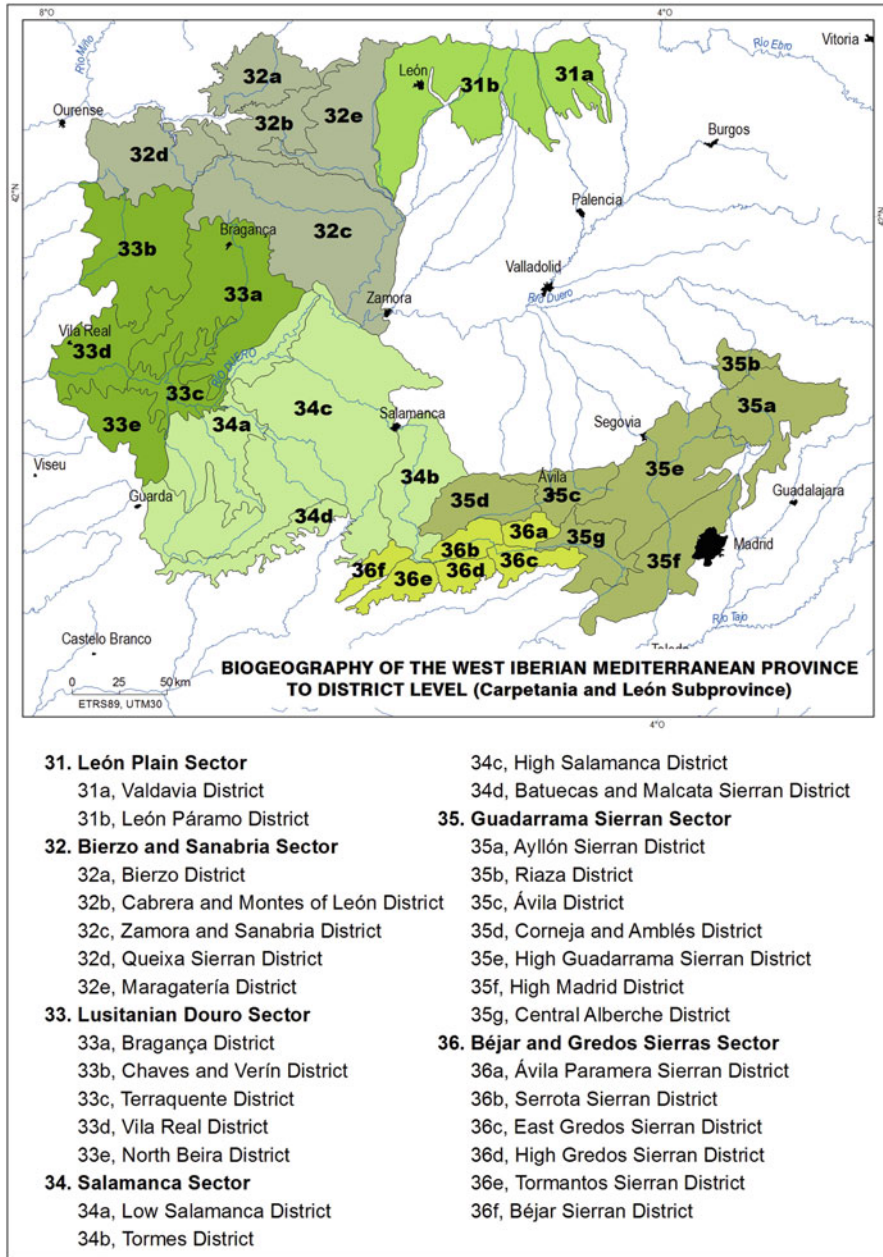 8°O
4°O
Río Miño
Río Ebro
Vitoria
32a
León
31b
31a
Ourense
32b
32e
Burgos
32d
42°N
42°N
Palencia
33b
Bragança
32c
Valladolid
Río Duero
33a
Zamora
Vila Real
33d
RÍO DUERO
35b
33c
34c
35a
33e
34a
Salamanca
Segovia
Viseu
34b
35e
Guarda
35d
Ávila
35c
Guadalajara
34d
36a
35g
Madrid
36b
36c
35f
36f
36e
36d
Río Tajo
Castelo Branco
Toledo
BIOGEOGRAPHY OF THE WEST IBERIAN MEDITERRANEAN PROVINCE
TO DISTRICT LEVEL (Carpetania and León Subprovince)
0 25 50 km
ETRS89, UTM30
4°O
31. León Plain Sector
31a, Valdavia District
31b, León Páramo District
32. Bierzo and Sanabria Sector
32a, Bierzo District
32b, Cabrera and Montes of León District
32c, Zamora and Sanabria District
32d, Queixa Sierran District
32e, Maragatería District
33. Lusitanian Douro Sector
33a, Bragança District
33b, Chaves and Verín District
33c, Terraquente District
33d, Vila Real District
33e, North Beira District
34. Salamanca Sector
34a, Low Salamanca District
34b, Tormes District
34c, High Salamanca District
34d, Batuecas and Malcata Sierran District
35. Guadarrama Sierran Sector
35a, Ayllón Sierran District
35b, Riaza District
35c, Ávila District
35d, Corneja and Amblés District
35e, High Guadarrama Sierran District
35f, High Madrid District
35g, Central Alberche District
36. Béjar and Gredos Sierras Sector
36a, Ávila Paramera Sierran District
36b, Serrota Sierran District
36c, East Gredos Sierran District
36d, High Gredos Sierran District
36e, Tormantos Sierran District
36f, Béjar Sierran District